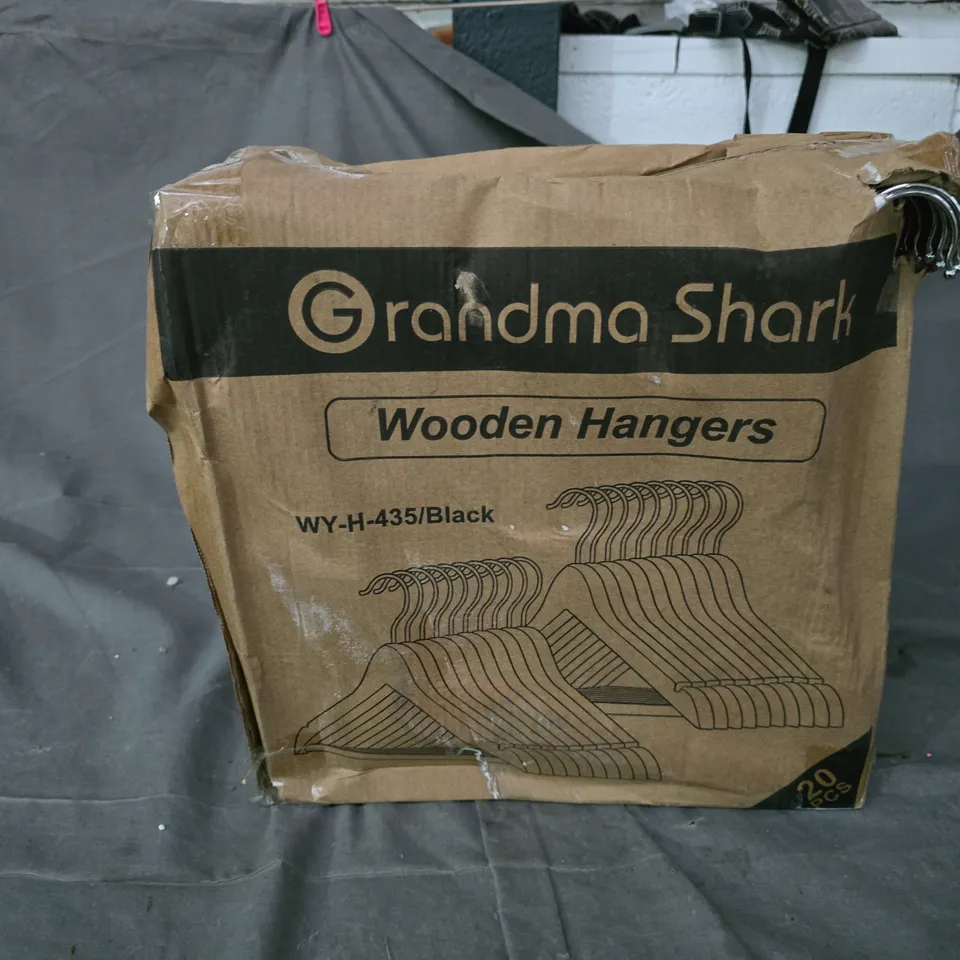 Grandma Shark
Wooden Hangers
WY-H-435/Black
20
PCS